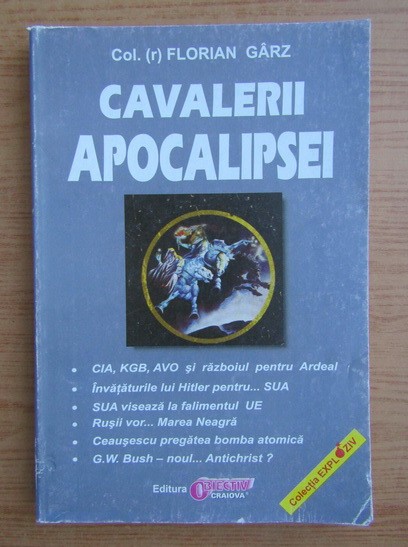 Col. (r) FLORIAN GÂRZ
CAVALERII
APOCALIPSEI
• CIA, KGB, AVO și războiul pentru Ardeal
• Învățăturile lui Hitler pentru... SUA
• SUA visează la falimentul UE
• Rușii vor... Marea Neagră
• Ceaușescu pregătea bomba atomică
• G.W. Bush – noul... Antichrist ?
Colecția EXPLOZIV
Editura OBIECTIV
CRAIOVA